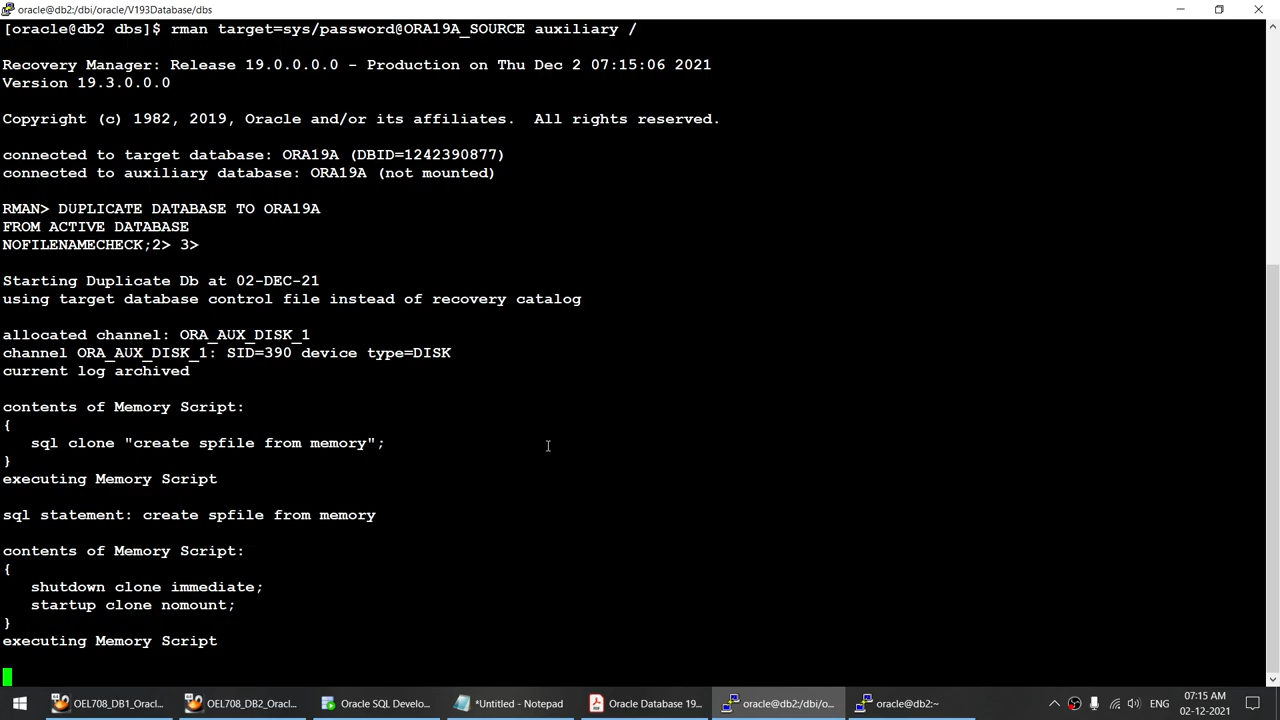 oracle@db2:/dbi/oracle/V193Database/dbs
[oracle@db2 dbs]$ rman target=sys/password@ORA19A_SOURCE auxiliary /
Recovery Manager: Release 19.0.0.0.0 - Production on Thu Dec 2 07:15:06 2021
Version 19.3.0.0.0
Copyright (c) 1982, 2019, Oracle and/or its affiliates.  All rights reserved.
connected to target database: ORA19A (DBID=1242390877)
connected to auxiliary database: ORA19A (not mounted)
RMAN> DUPLICATE DATABASE TO ORA19A
FROM ACTIVE DATABASE
NOFILENAMECHECK;2> 3>
Starting Duplicate Db at 02-DEC-21
using target database control file instead of recovery catalog
allocated channel: ORA_AUX_DISK_1
channel ORA_AUX_DISK_1: SID=390 device type=DISK
current log archived
contents of Memory Script:
{
   sql clone "create spfile from memory";
}
executing Memory Script
sql statement: create spfile from memory
contents of Memory Script:
{
   shutdown clone immediate;
   startup clone nomount;
}
executing Memory Script
OEL708_DB1_Oracl...
OEL708_DB2_Oracl...
Oracle SQL Develo...
*Untitled - Notepad
Oracle Database 19...
oracle@db2:/dbi/o...
oracle@db2:~
ENG
07:15 AM
02-12-2021